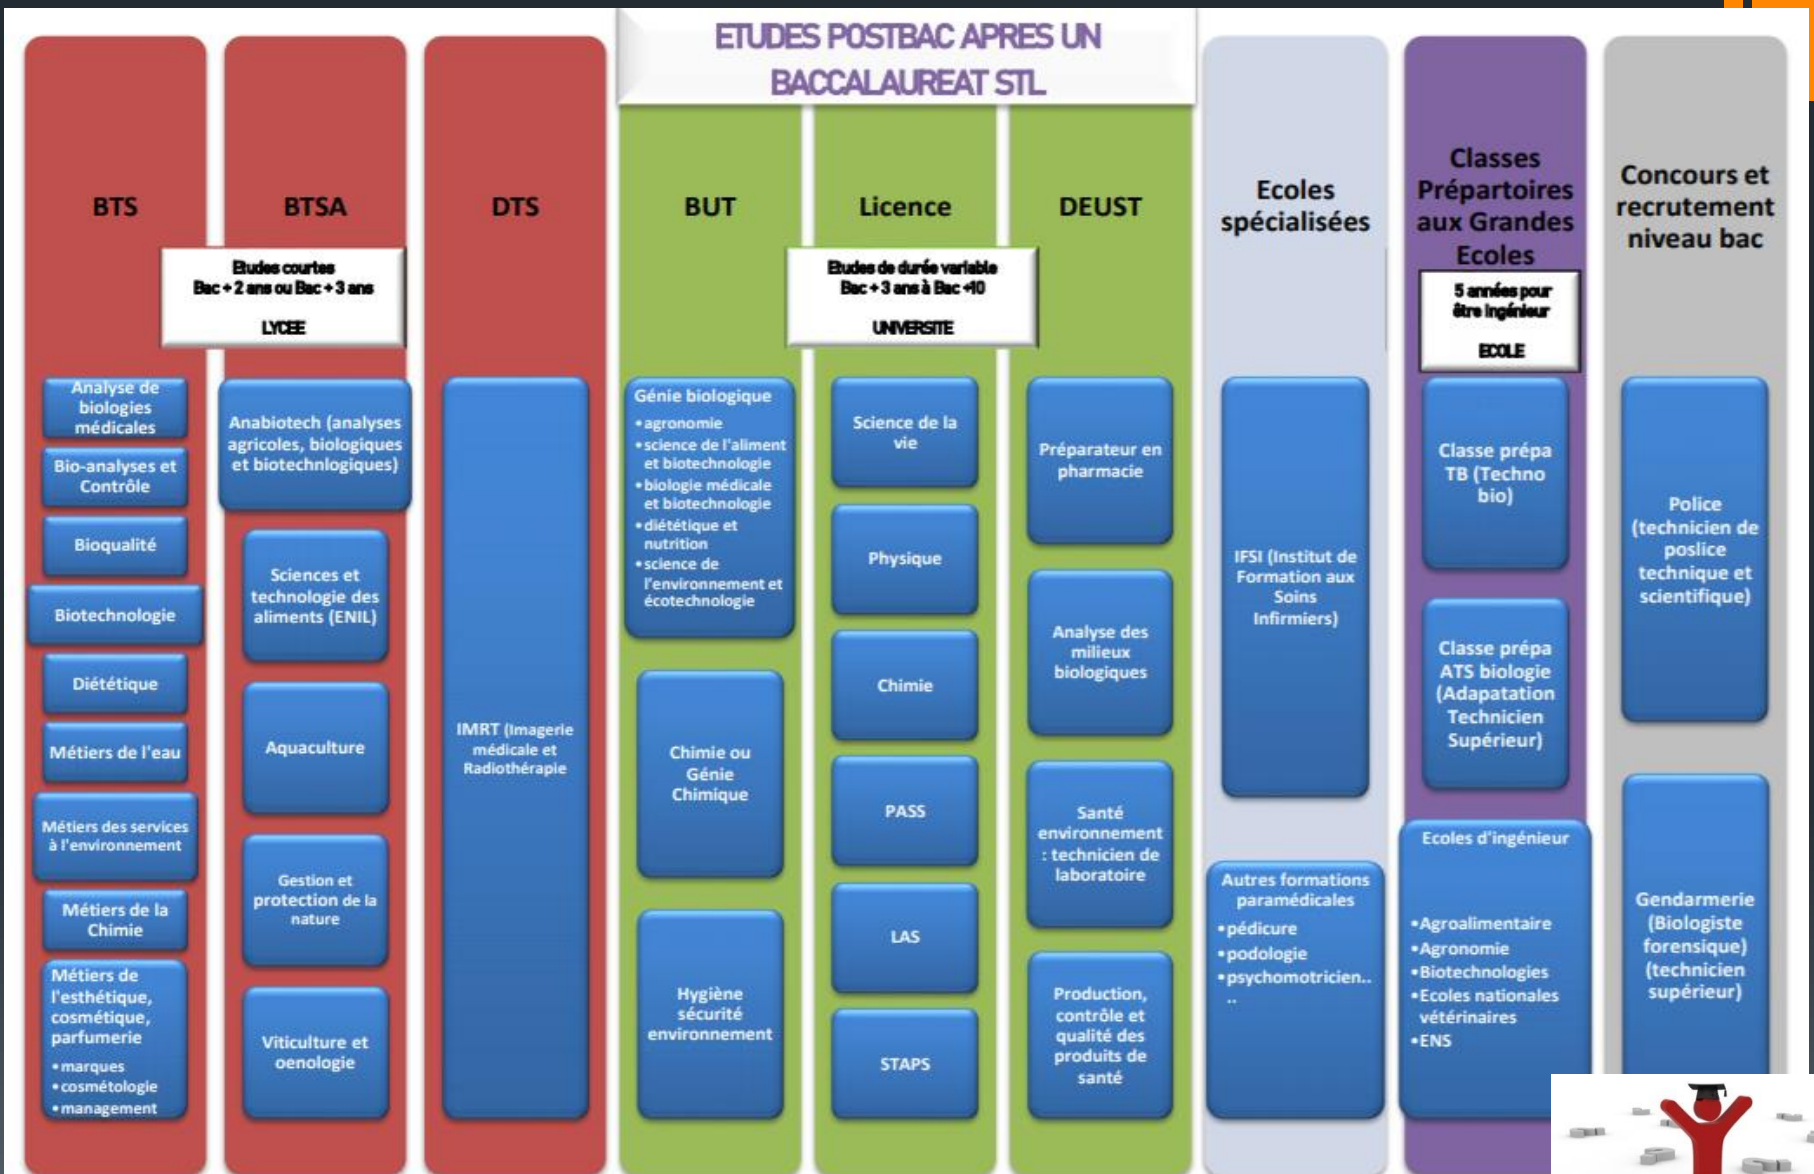 ETUDES POSTBAC APRES UN
BACCALAUREAT STL
BTS
BTSA
DTS
Etudes courtes
Bac + 2 ans ou Bac + 3 ans
LYCEE
BUT
Licence
DEUST
Etudes de durée variable
Bac + 3 ans à Bac +10
UNIVERSITE
Ecoles
spécialisées
Classes
Prépartoires
aux Grandes
Ecoles
5 années pour
être Ingénieur
ECOLE
Concours et
recrutement
niveau bac
Analyse de
biologies
médicales
Bio-analyses et
Contrôle
Bioqualité
Biotechnologie
Diététique
Métiers de l'eau
Métiers des services
à l'environnement
Métiers de la
Chimie
Métiers de
l'esthétique,
cosmétique,
parfumerie
•marques
•cosmétologie
•management
Anabiotech (analyses
agricoles, biologiques
et biotechnlogiques)
Sciences et
technologie des
aliments (ENIL)
Aquaculture
Gestion et
protection de la
nature
Viticulture et
oenologie
IMRT (Imagerie
médicale et
Radiothérapie
Génie biologique
•agronomie
•science de l'aliment
et biotechnologie
•biologie médicale
et biotechnologie
•diététique et
nutrition
•science de
l'environnement et
écotechnologie
Chimie ou
Génie
Chimique
Hygiène
sécurité
environnement
Science de la
vie
Physique
Chimie
PASS
LAS
STAPS
Préparateur en
pharmacie
Analyse des
milieux
biologiques
Santé
environnement
: technicien de
laboratoire
Production,
contrôle et
qualité des
produits de
santé
IFSI (Institut de
Formation aux
Soins
Infirmiers)
Autres formations
paramédicales
•pédicure
•podologie
•psychomotricien..
..
Classe prépa
TB (Techno
bio)
Classe prépa
ATS biologie
(Adapatation
Technicien
Supérieur)
Ecoles d'ingénieur
•Agroalimentaire
•Agronomie
•Biotechnologies
•Ecoles nationales
vétérinaires
•ENS
Police
(technicien de
poslice
technique et
scientifique)
Gendarmerie
(Biologiste
forensique)
(technicien
supérieur)